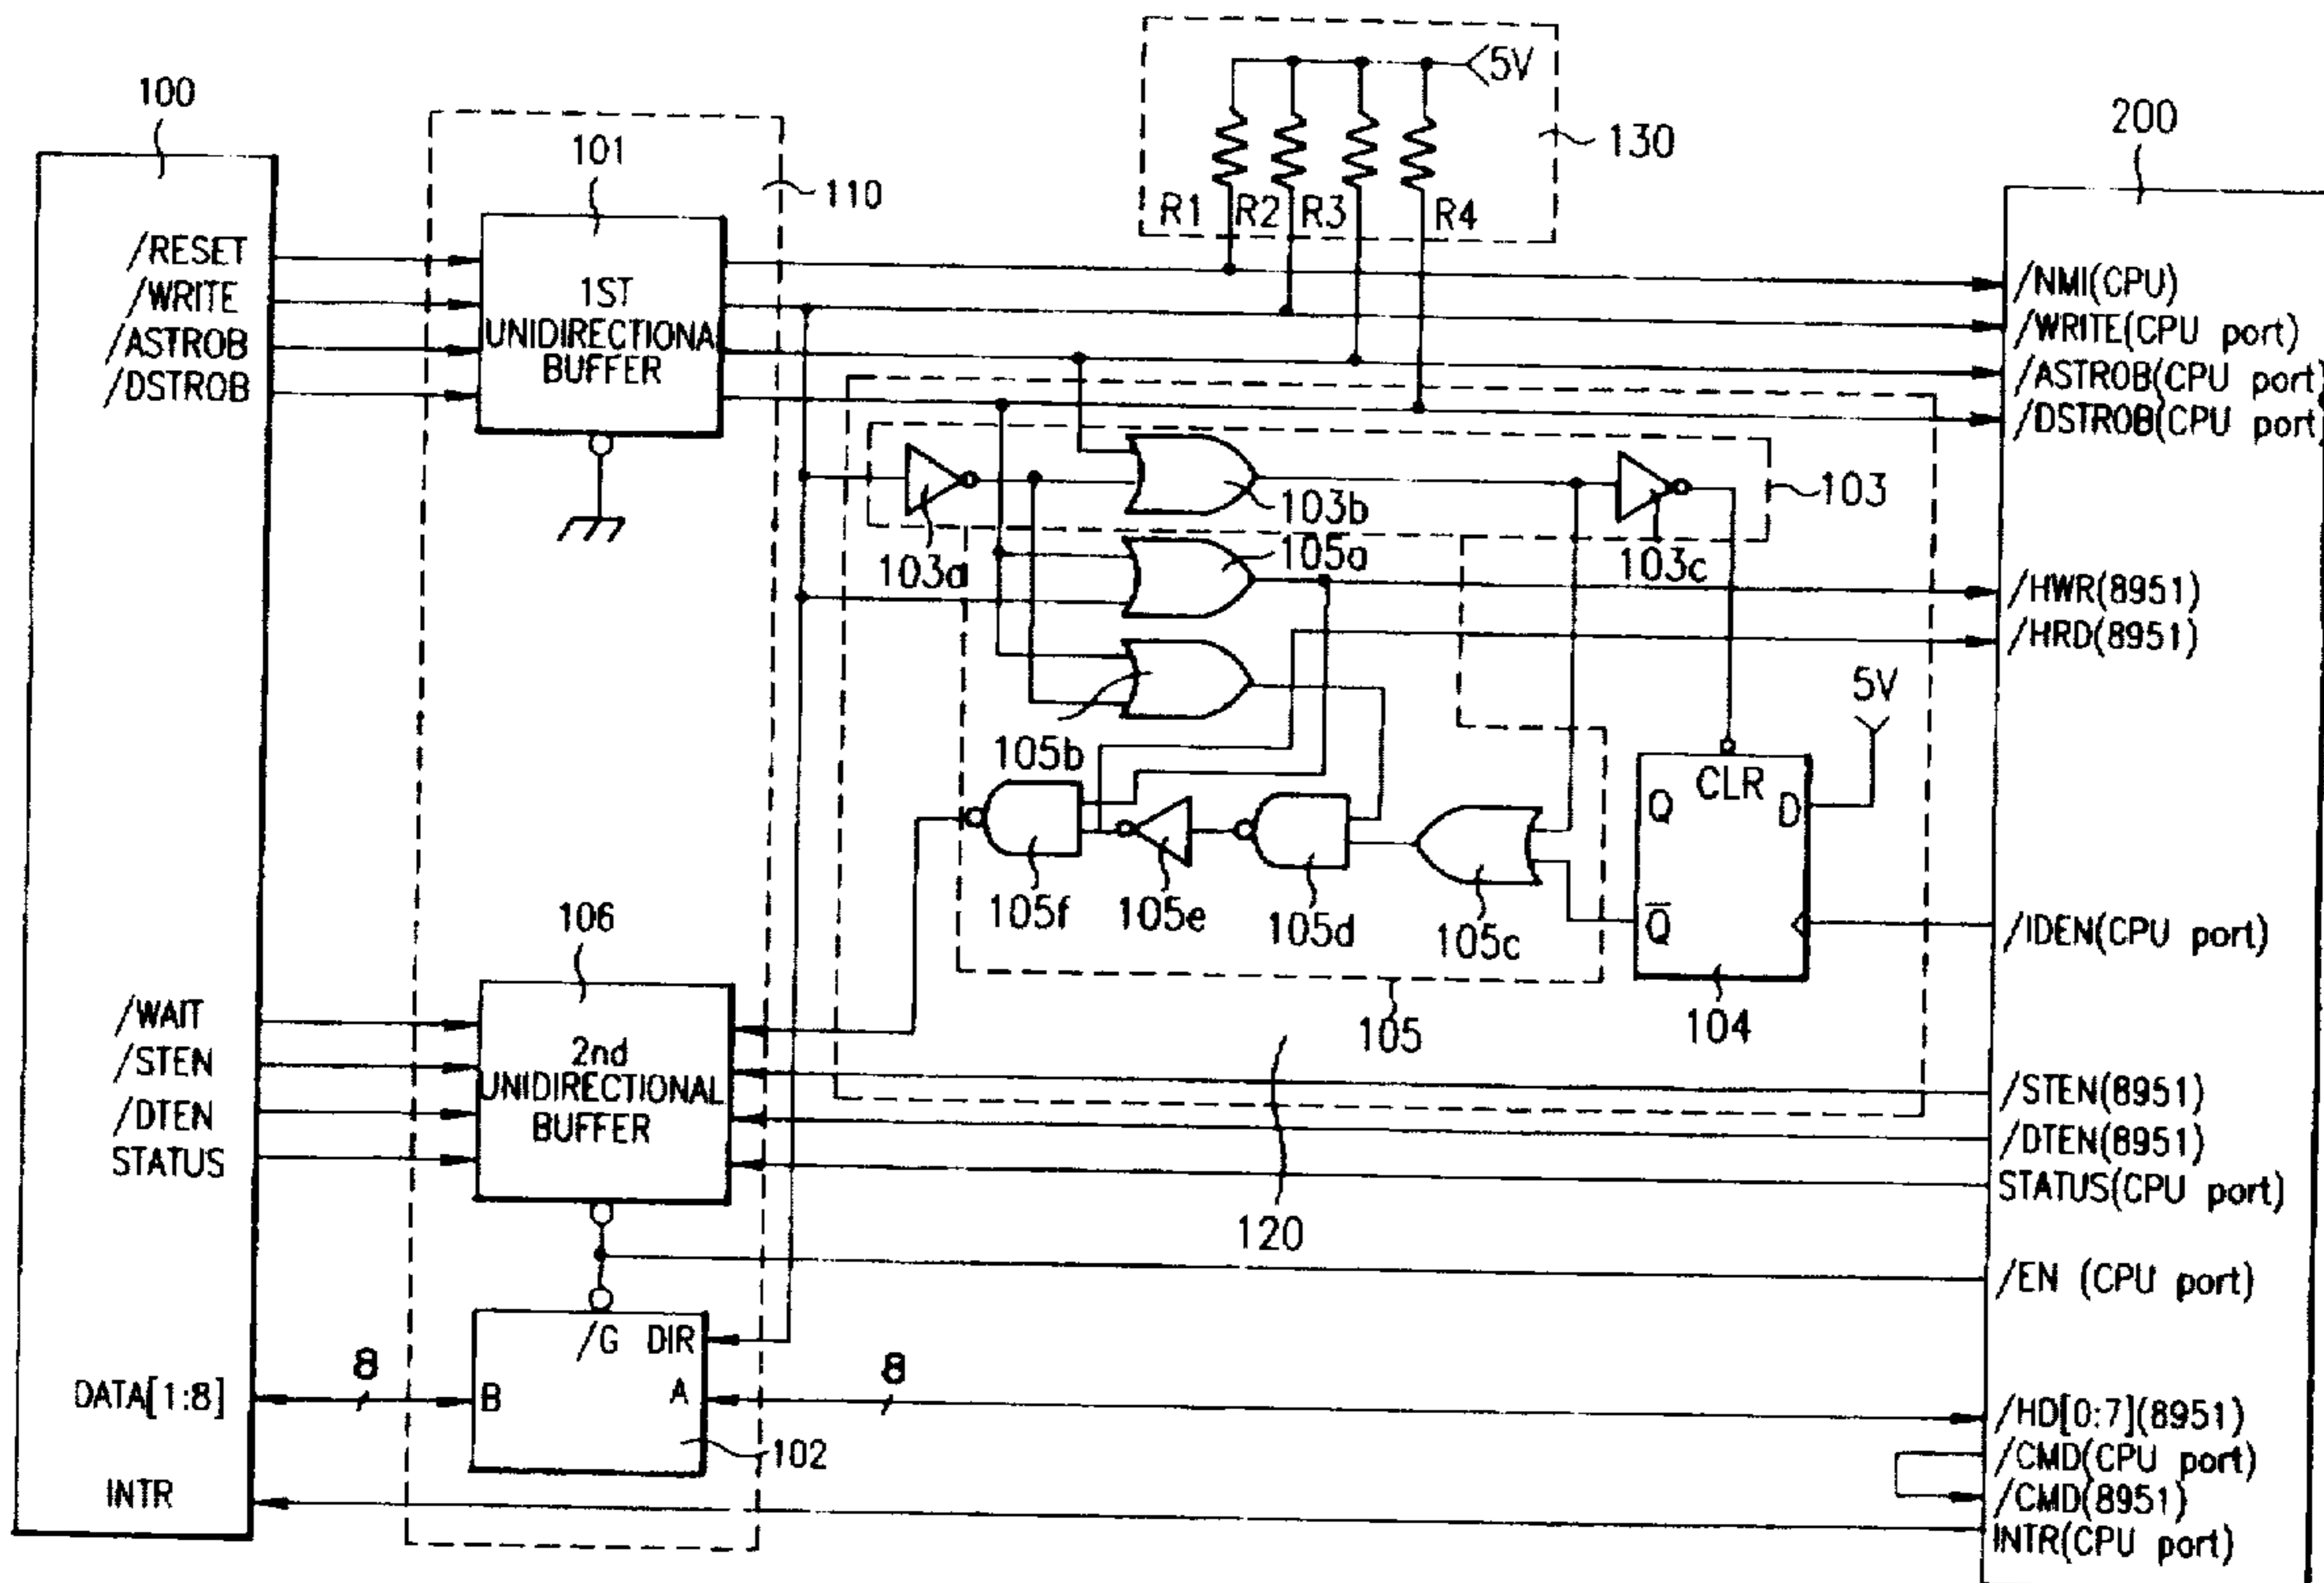 100
/RESET
/WRITE
/ASTROB
/DSTROB
/WAIT
/STEN
/DTEN
STATUS
DATA[1:8]
INTR
110
101
1ST
UNIDIRECTIONAL
BUFFER
106
2nd
UNIDIRECTIONAL
BUFFER
/G DIR
B
A
102
8
8
5V
R1
R2
R3
R4
130
103
103a
103b
103c
105a
105b
105f
105e
105d
105c
105
CLR
Q
D
Q̅
5V
104
120
200
/NMI(CPU)
/WRITE(CPU port)
/ASTROB(CPU port)
/DSTROB(CPU port)
/HWR(8951)
/HRD(8951)
/IDEN(CPU port)
/STEN(8951)
/DTEN(8951)
STATUS(CPU port)
/EN (CPU port)
/HD[0:7](8951)
/CMD(CPU port)
/CMD(8951)
INTR(CPU port)